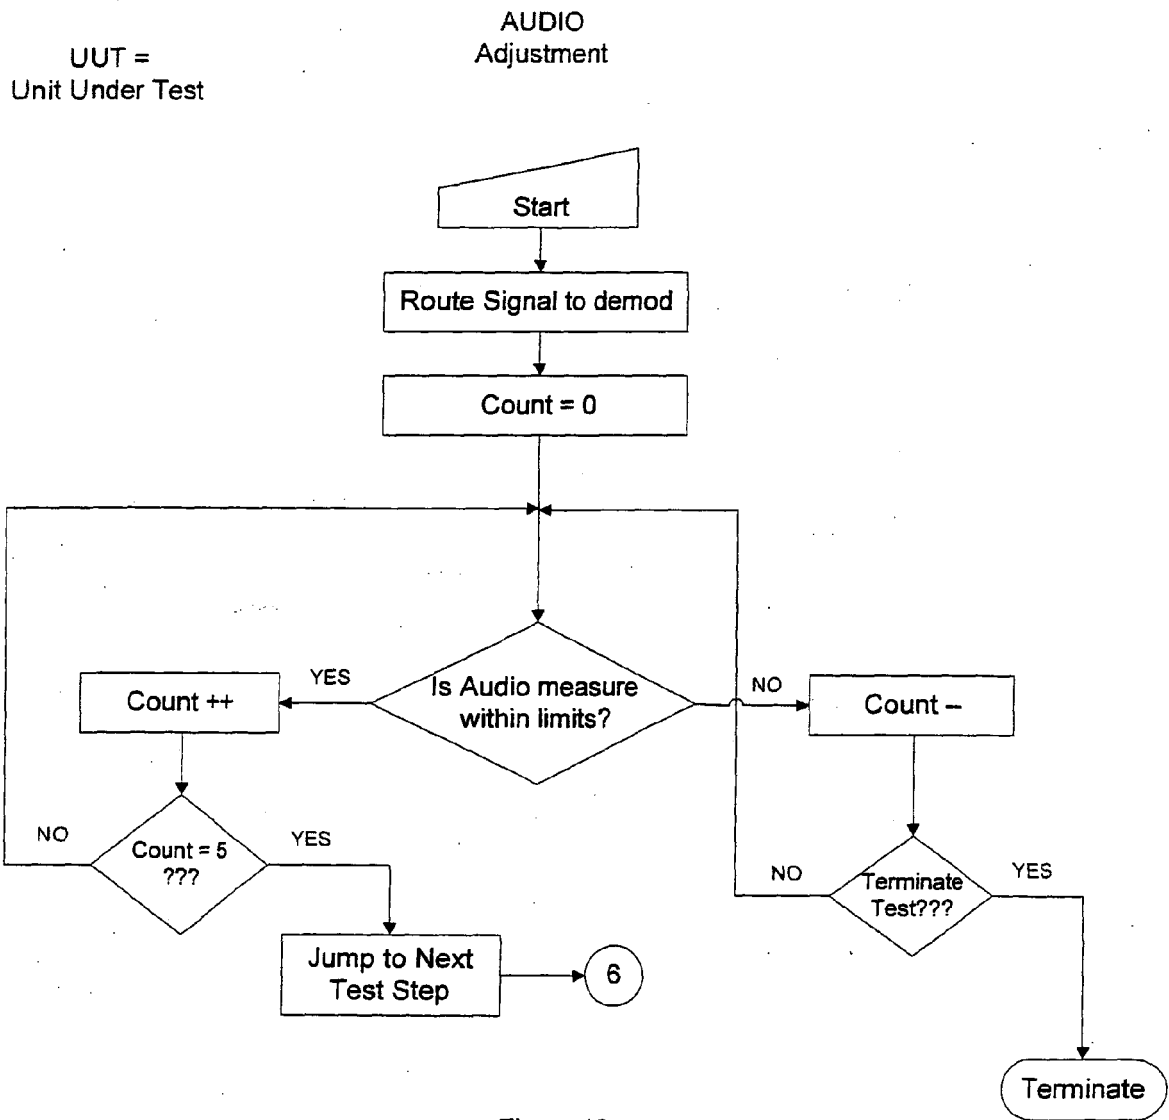 AUDIO
Adjustment
UUT =
Unit Under Test
Start
Route Signal to demod
Count = 0
Is Audio measure
within limits?
YES
NO
Count ++
Count –
Count = 5
???
NO
YES
Terminate
Test???
NO
YES
Jump to Next
Test Step
6
Terminate